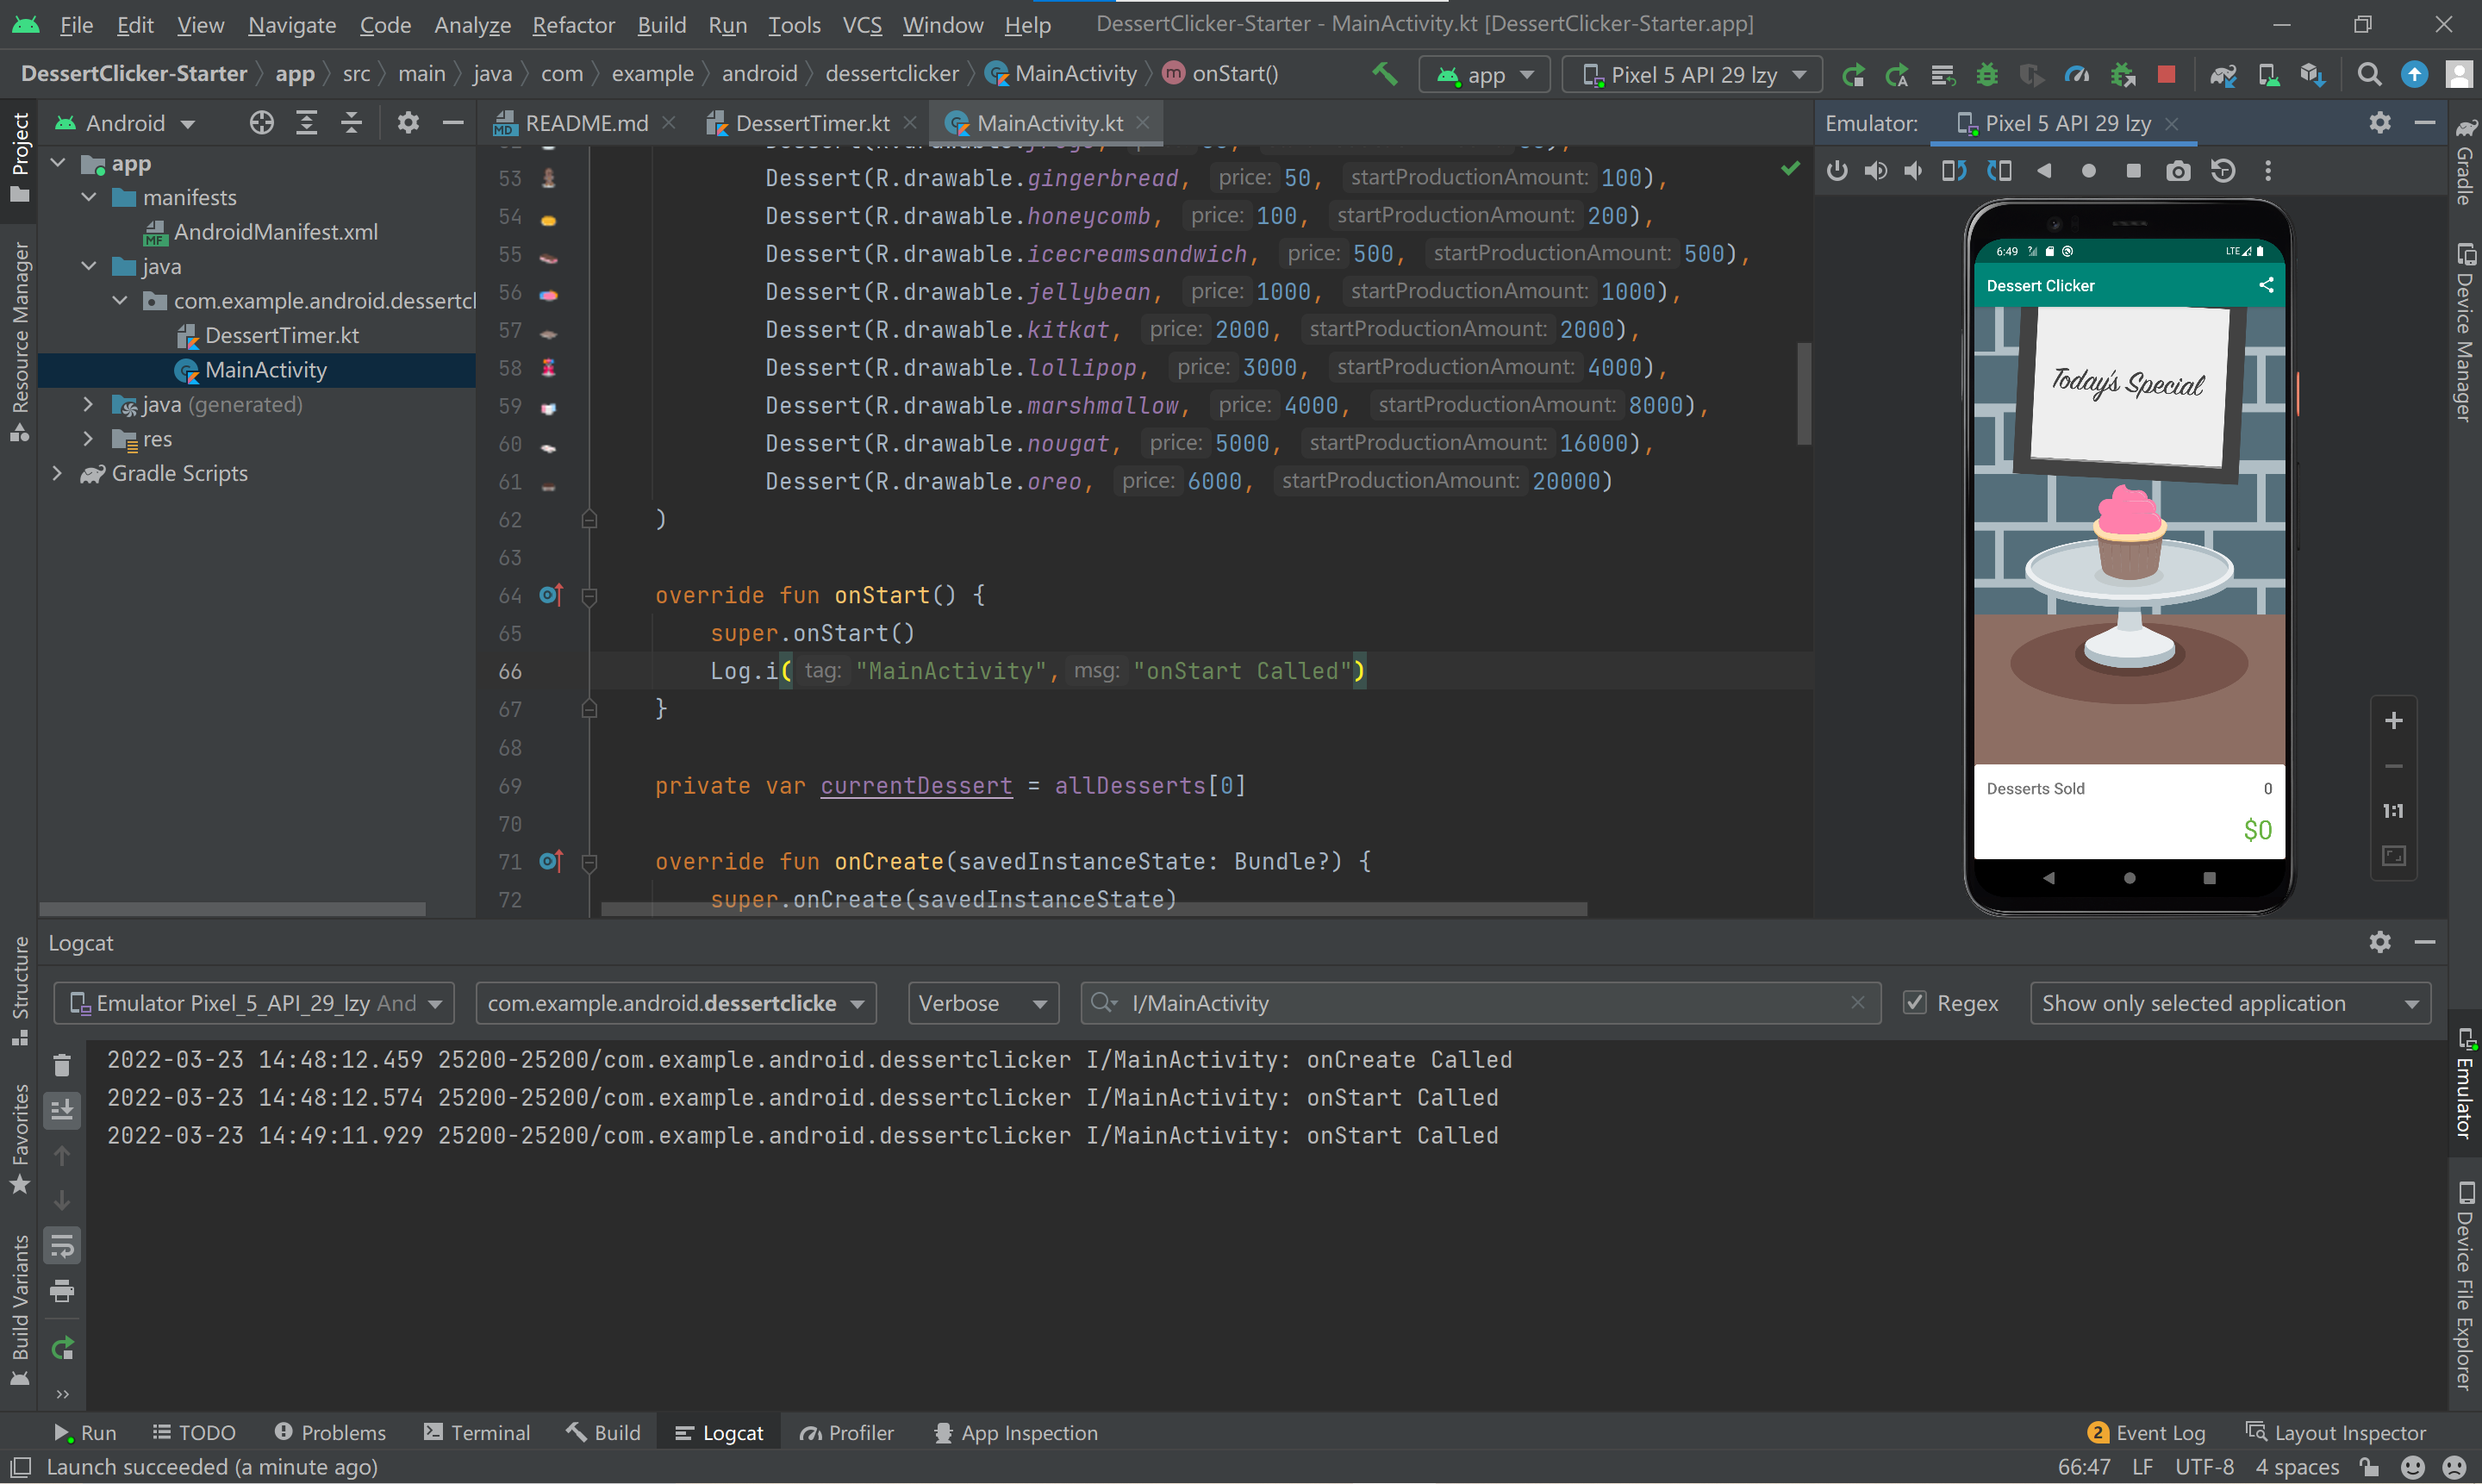 File Edit View Navigate Code Analyze Refactor Build Run Tools VCS Window Help DessertClicker-Starter - MainActivity.kt [DessertClicker-Starter.app]
DessertClicker-Starter app src main java com example android dessertclicker MainActivity onStart() app Pixel 5 API 29 lzy
Project
Resource Manager
Structure
Favorites
Build Variants
Android
app
manifests
AndroidManifest.xml
java
com.example.android.dessertcl
DessertTimer.kt
MainActivity
java (generated)
res
Gradle Scripts
README.md DessertTimer.kt MainActivity.kt
53 Dessert(R.drawable.gingerbread, price: 50, startProductionAmount: 100),
54 Dessert(R.drawable.honeycomb, price: 100, startProductionAmount: 200),
55 Dessert(R.drawable.icecreamsandwich, price: 500, startProductionAmount: 500),
56 Dessert(R.drawable.jellybean, price: 1000, startProductionAmount: 1000),
57 Dessert(R.drawable.kitkat, price: 2000, startProductionAmount: 2000),
58 Dessert(R.drawable.lollipop, price: 3000, startProductionAmount: 4000),
59 Dessert(R.drawable.marshmallow, price: 4000, startProductionAmount: 8000),
60 Dessert(R.drawable.nougat, price: 5000, startProductionAmount: 16000),
61 Dessert(R.drawable.oreo, price: 6000, startProductionAmount: 20000)
62 )
63
64 override fun onStart() {
65 super.onStart()
66 Log.i( tag: "MainActivity", msg: "onStart Called")
67 }
68
69 private var currentDessert = allDesserts[0]
70
71 override fun onCreate(savedInstanceState: Bundle?) {
72 super.onCreate(savedInstanceState)
Emulator: Pixel 5 API 29 lzy
6:49 LTE
Dessert Clicker
Today's Special
Desserts Sold 0
$0
1:1
Gradle
Device Manager
Emulator
Device File Explorer
Logcat
Emulator Pixel_5_API_29_lzy And com.example.android.dessertclicke Verbose I/MainActivity Regex Show only selected application
2022-03-23 14:48:12.459 25200-25200/com.example.android.dessertclicker I/MainActivity: onCreate Called
2022-03-23 14:48:12.574 25200-25200/com.example.android.dessertclicker I/MainActivity: onStart Called
2022-03-23 14:49:11.929 25200-25200/com.example.android.dessertclicker I/MainActivity: onStart Called
Run TODO Problems Terminal Build Logcat Profiler App Inspection 2 Event Log Layout Inspector
Launch succeeded (a minute ago) 66:47 LF UTF-8 4 spaces